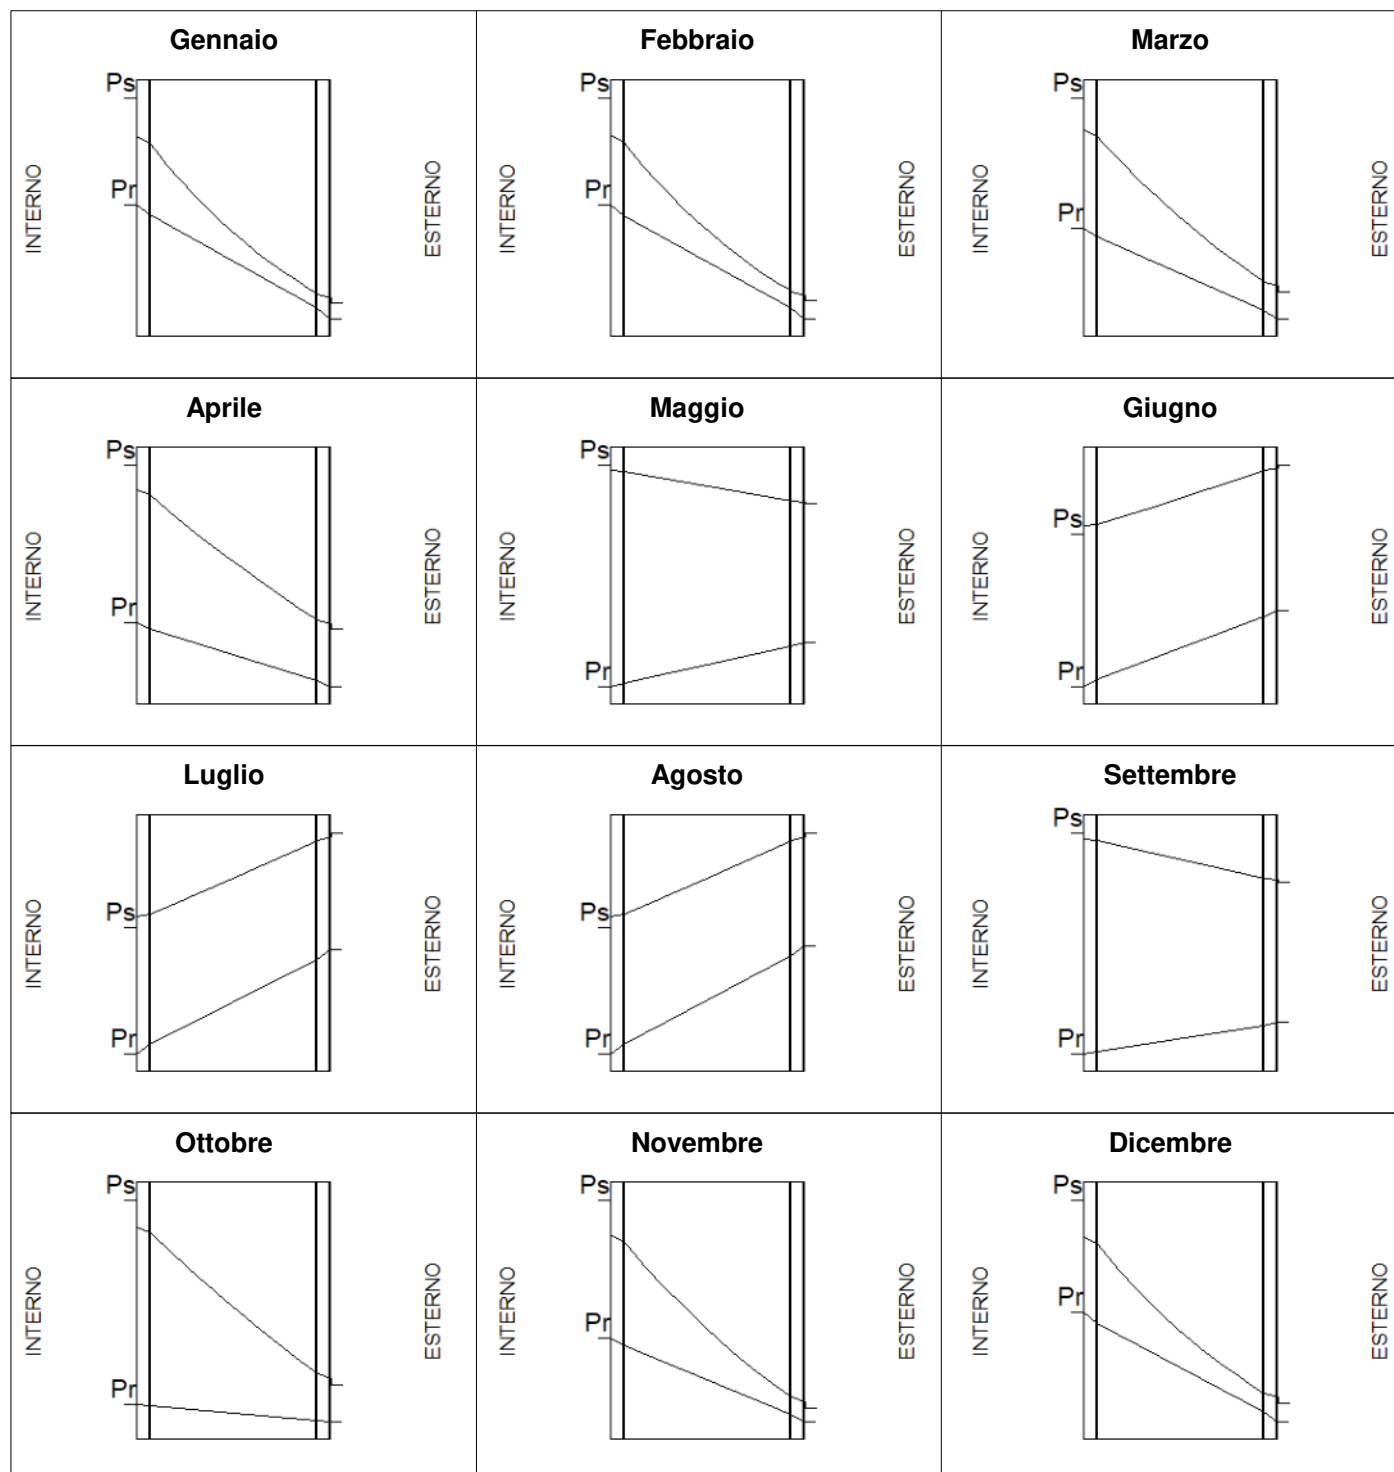 Gennaio Febbraio Marzo
Ps Ps Ps
INTERNO Pr ESTERNO INTERNO Pr ESTERNO INTERNO Pr ESTERNO
Aprile Maggio Giugno
Ps Ps Ps
INTERNO Pr ESTERNO INTERNO Pr ESTERNO INTERNO Pr ESTERNO
Luglio Agosto Settembre
Ps Ps Ps
INTERNO Pr ESTERNO INTERNO Pr ESTERNO INTERNO Pr ESTERNO
Ottobre Novembre Dicembre
Ps Ps Ps
INTERNO Pr ESTERNO INTERNO Pr ESTERNO INTERNO Pr ESTERNO